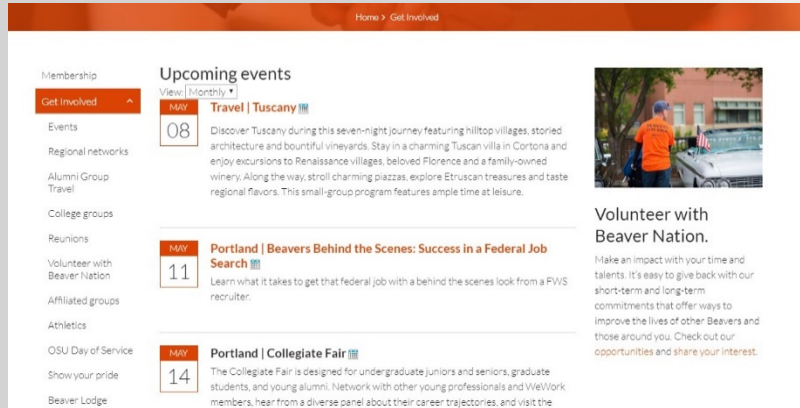 Home > Get Involved
Membership
Get Involved
Events
Regional networks
Alumni Group
Travel
College groups
Reunions
Volunteer with
Beaver Nation
Affiliated groups
Athletics
OSU Day of Service
Show your pride
Beaver Lodge
Upcoming events
View: Monthly
MAY
08
Travel | Tuscany
Discover Tuscany during this seven-night journey featuring hilltop villages, storied
architecture and bountiful vineyards. Stay in a charming Tuscan villa in Cortona and
enjoy excursions to Renaissance villages, beloved Florence and a family-owned
winery. Along the way, stroll charming piazzas, explore Etruscan treasures and taste
regional flavors. This small-group program features ample time at leisure.
MAY
11
Portland | Beavers Behind the Scenes: Success in a Federal Job
Search
Learn what it takes to get that federal job with a behind the scenes look from a FWS
recruiter.
MAY
14
Portland | Collegiate Fair
The Collegiate Fair is designed for undergraduate juniors and seniors, graduate
students, and young alumni. Network with other young professionals and WeWork
members, hear from a diverse panel about their career trajectories, and visit the
Volunteer with
Beaver Nation.
Make an impact with your time and
talents. It's easy to give back with our
short-term and long-term
commitments that offer ways to
improve the lives of other Beavers and
those around you. Check out our
opportunities and share your interest.